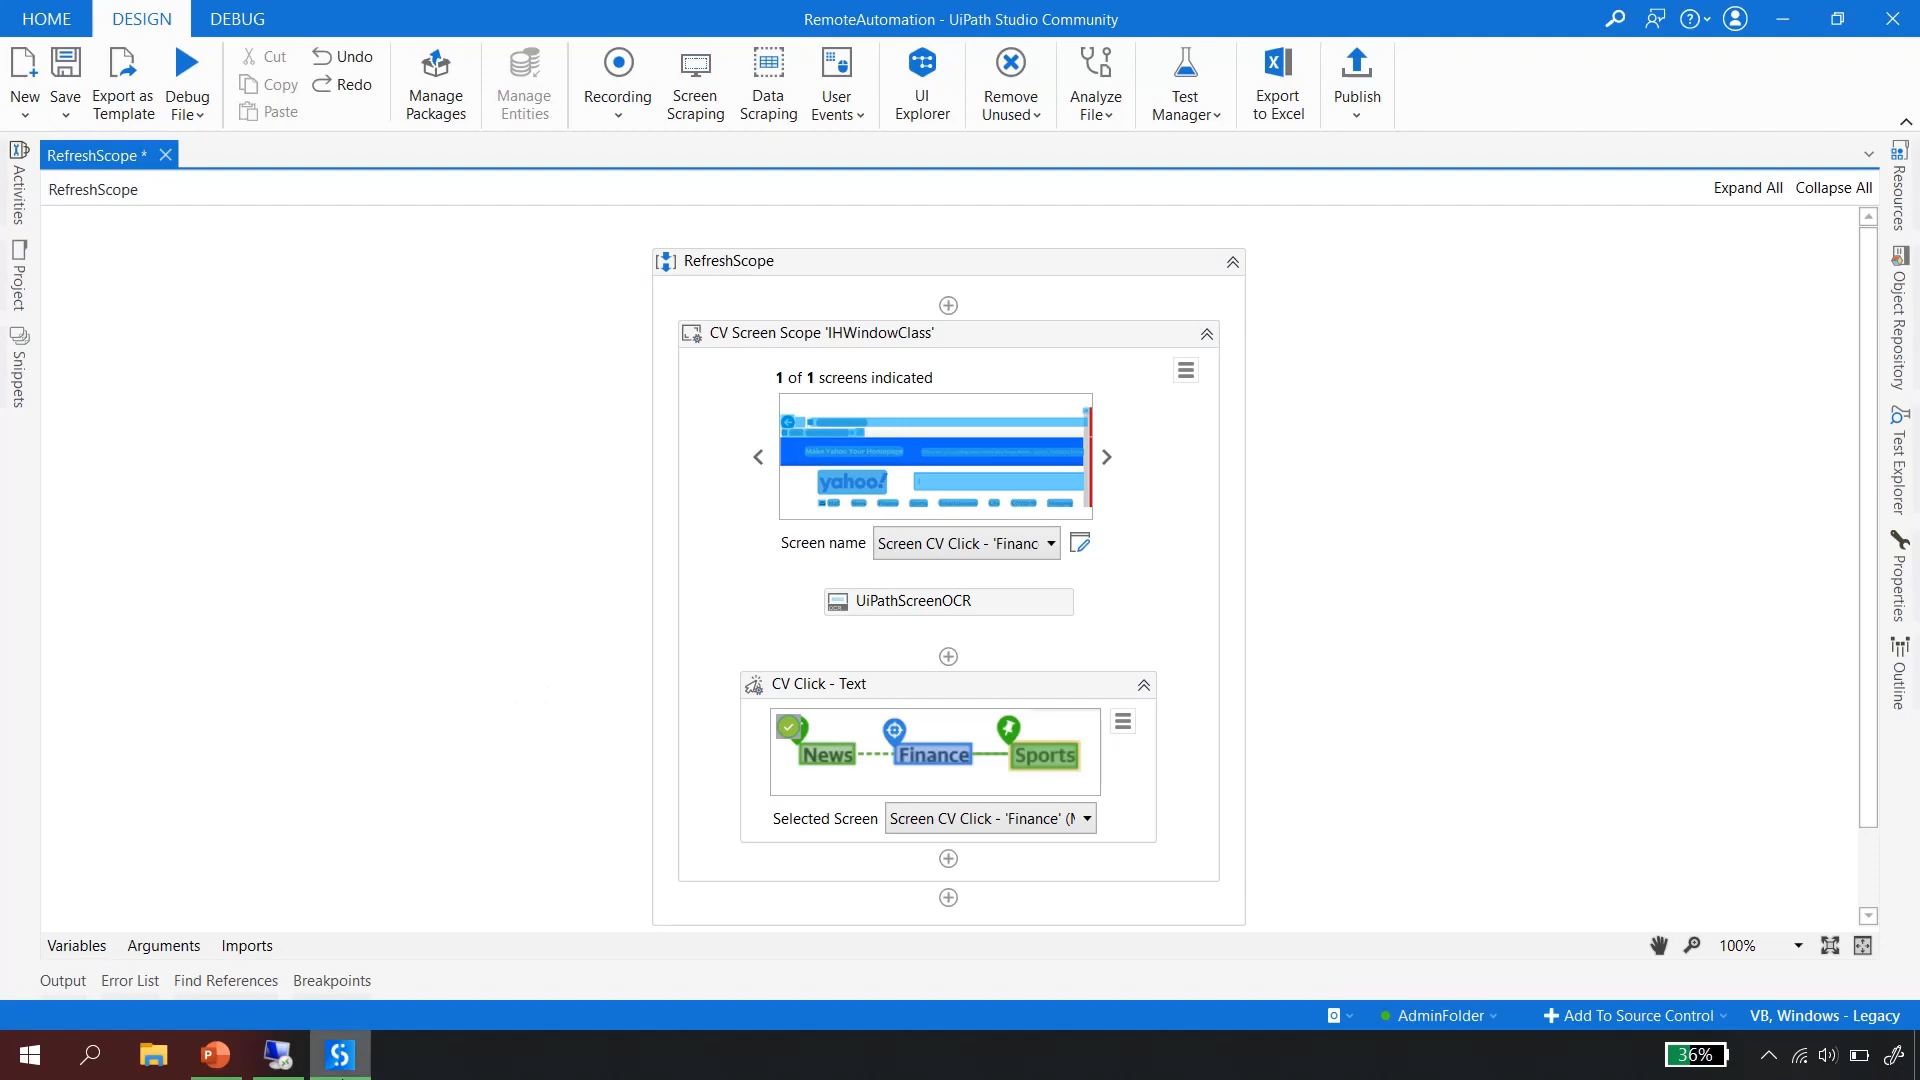 HOME DESIGN DEBUG
RemoteAutomation - UiPath Studio Community
New
Save
Export as Template
Debug File
Cut
Copy
Paste
Undo
Redo
Manage Packages
Manage Entities
Recording
Screen Scraping
Data Scraping
User Events
UI Explorer
Remove Unused
Analyze File
Test Manager
Export to Excel
Publish
RefreshScope *
RefreshScope
Expand All Collapse All
Activities
Project
Snippets
Resources
Object Repository
Test Explorer
Properties
Outline
RefreshScope
CV Screen Scope 'IHWindowClass'
1 of 1 screens indicated
Make Yahoo Your Homepage
yahoo!
Screen name Screen CV Click - 'Financ
UiPathScreenOCR
CV Click - Text
News Finance Sports
Selected Screen Screen CV Click - 'Finance' (N
Variables Arguments Imports
100%
Output Error List Find References Breakpoints
AdminFolder
Add To Source Control
VB, Windows - Legacy
36%